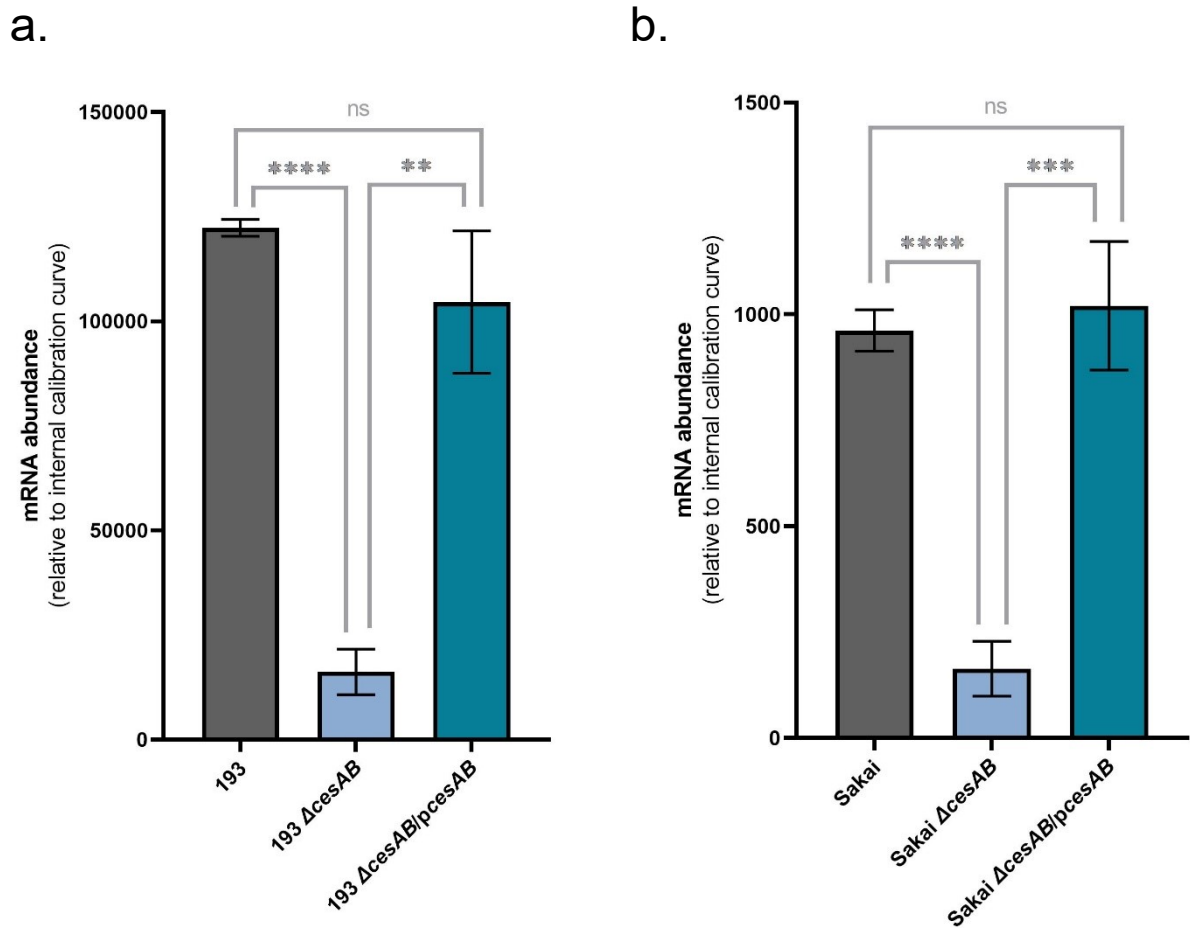 a.
mRNA abundance
(relative to internal calibration curve)
150000
100000
50000
0
ns
****
**
193
193 ΔcesAB
193 ΔcesAB/pcesAB
b.
mRNA abundance
(relative to internal calibration curve)
1500
1000
500
0
ns
****
***
Sakai
Sakai ΔcesAB
Sakai ΔcesAB/pcesAB